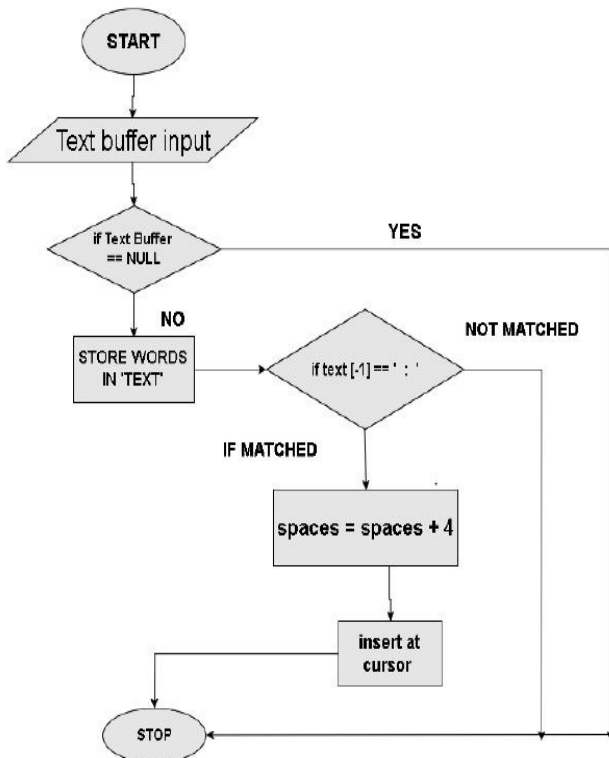 START
Text buffer input
if Text Buffer
== NULL
YES
NO
STORE WORDS
IN 'TEXT'
if text [-1] == ' : '
NOT MATCHED
IF MATCHED
spaces = spaces + 4
insert at
cursor
STOP